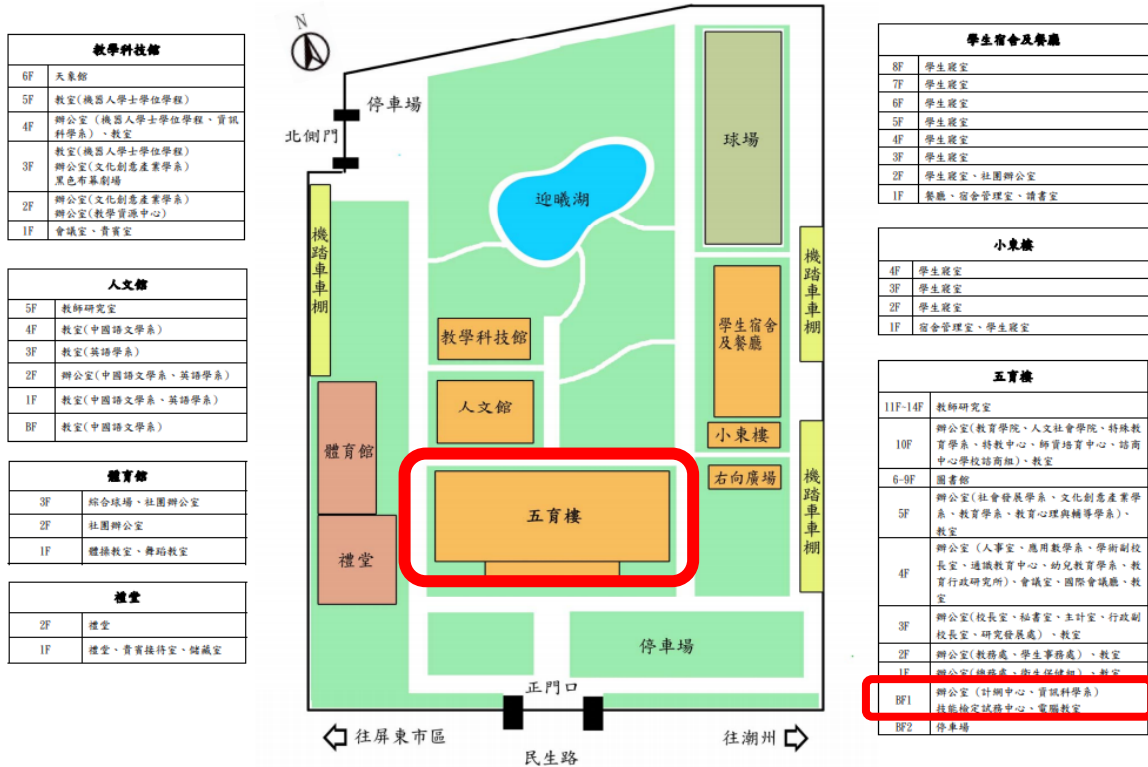 教學科技館
6F 天象館
5F 教室(機器人學士學位學程)
4F 辦公室 (機器人學士學位學程、資訊
科學系)、教室
3F 教室(機器人學士學位學程)
辦公室(文化創意產業學系)
黑色布幕劇場
2F 辦公室(文化創意產業學系)
辦公室(教學資源中心)
1F 會議室、貴賓室
人文館
5F 教師研究室
4F 教室(中國語文學系)
3F 教室(英語學系)
2F 辦公室(中國語文學系、英語學系)
1F 教室(中國語文學系、英語學系)
BF 教室(中國語文學系)
體育館
3F 綜合球場、社團辦公室
2F 社團辦公室
1F 體操教室、舞蹈教室
禮堂
2F 禮堂
1F 禮堂、貴賓接待室、儲藏室
N
停車場
北側門
球場
迎曦湖
機踏車車棚
機踏車車棚
教學科技館
學生宿舍
及餐廳
人文館
小東樓
體育館
右向廣場
機踏車車棚
五育樓
禮堂
停車場
正門口
往屏東市區
往潮州
民生路
學生宿舍及餐廳
8F 學生寢室
7F 學生寢室
6F 學生寢室
5F 學生寢室
4F 學生寢室
3F 學生寢室
2F 學生寢室、社團辦公室
1F 餐廳、宿舍管理室、讀書室
小東樓
4F 學生寢室
3F 學生寢室
2F 學生寢室
1F 宿舍管理室、學生寢室
五育樓
11F~14F 教師研究室
10F 辦公室(教育學院、人文社會學院、特殊教
育學系、特教中心、師資培育中心、諮商
中心學校諮商組)、教室
6-9F 圖書館
5F 辦公室(社會發展學系、文化創意產業學
系、教育學系、教育心理與輔導學系)、
教室
4F 辦公室 (人事室、應用數學系、學術副校
長室、通識教育中心、幼兒教育學系、教
育行政研究所)、會議室、國際會議廳、教
室
3F 辦公室(校長室、秘書室、主計室、行政副
校長室、研究發展處)、教室
2F 辦公室(教務處、學生事務處)、教室
1F 辦公室(總務處、衛生保健組)、教室
BF1 辦公室 (計網中心、資訊科學系)
技能檢定試務中心、電腦教室
BF2 停車場